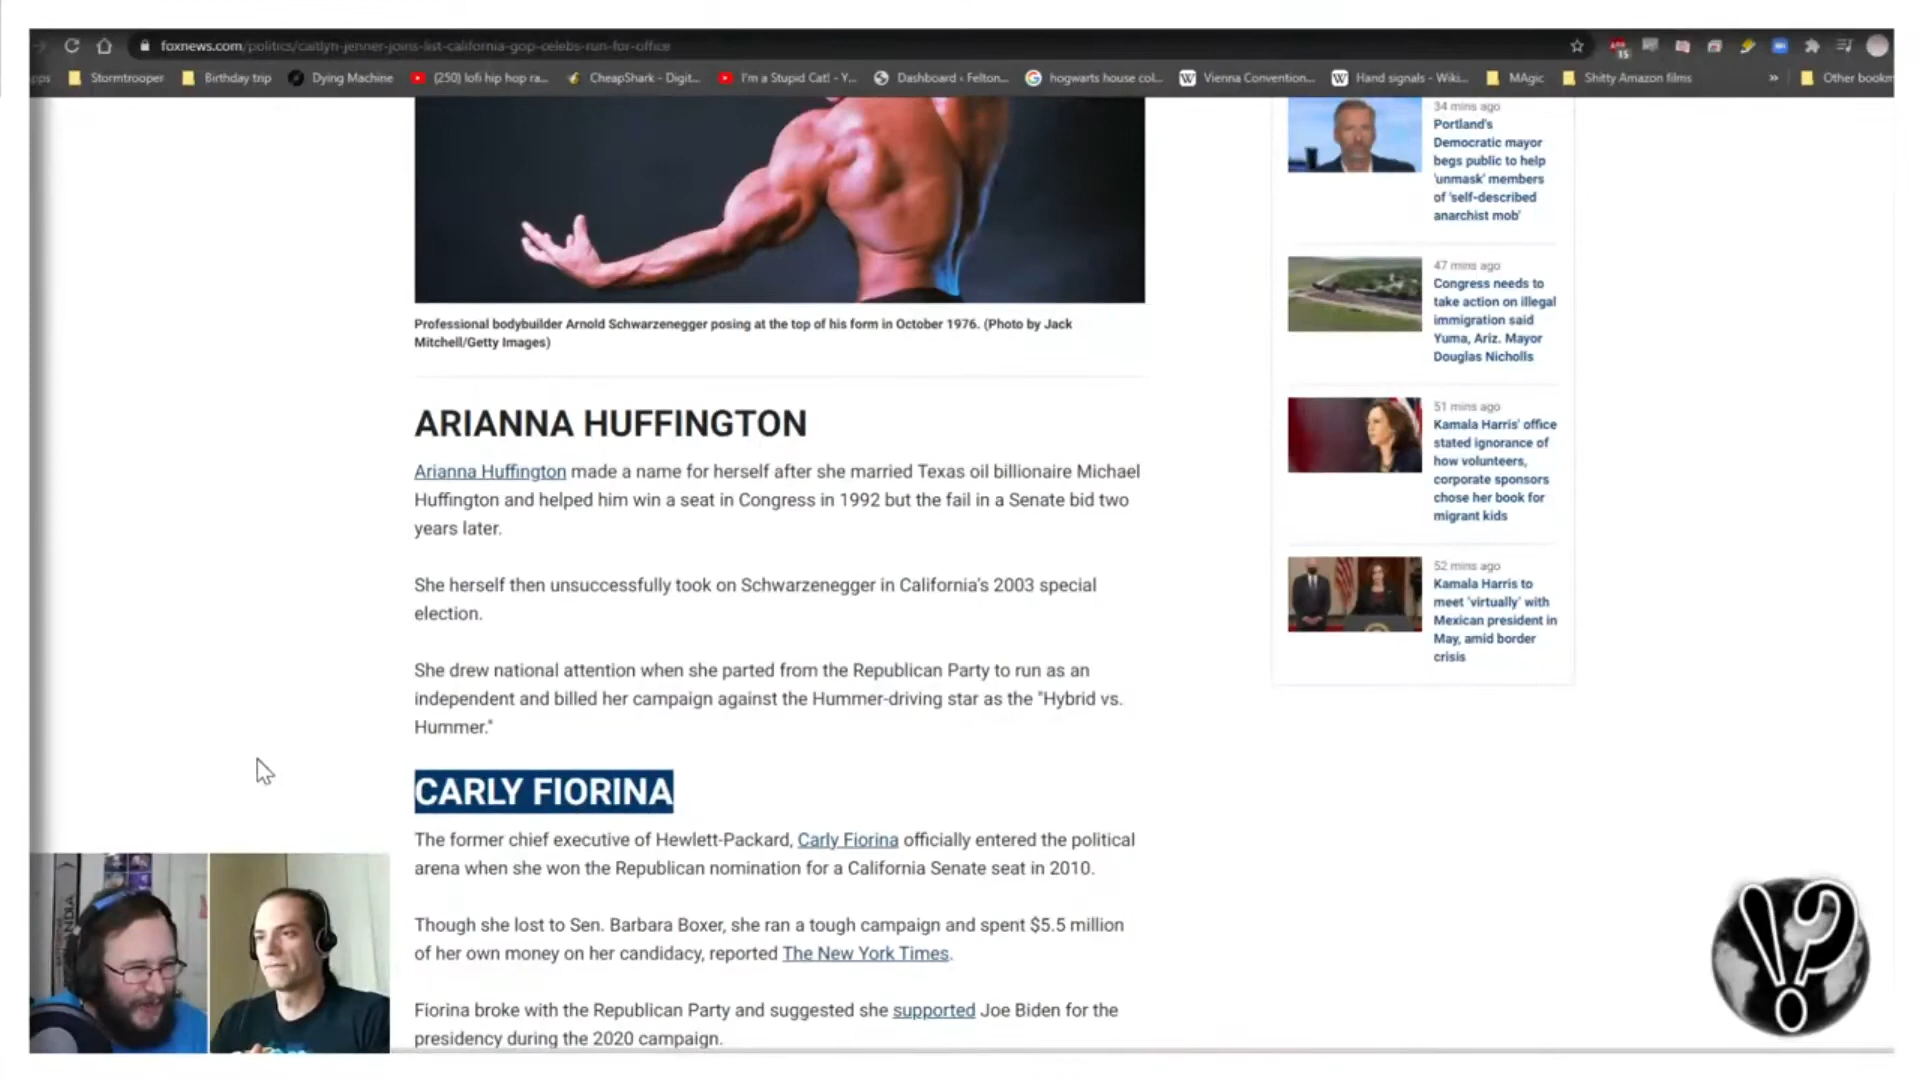 foxnews.com/politics/caitlyn-jenner-joins-list-california-gop-celebs-run-for-office
15
Stormtrooper
Birthday trip
Dying Machine
(250) lofi hip hop ra...
CheapShark - Digit...
I'm a Stupid Cat! - Y...
Dashboard ‹ Felton...
hogwarts house col...
Vienna Convention...
Hand signals - Wiki...
MAgic
Shitty Amazon films
»
Other bookm
Professional bodybuilder Arnold Schwarzenegger posing at the top of his form in October 1976. (Photo by Jack
Mitchell/Getty Images)
ARIANNA HUFFINGTON
Arianna Huffington made a name for herself after she married Texas oil billionaire Michael
Huffington and helped him win a seat in Congress in 1992 but the fail in a Senate bid two
years later.
She herself then unsuccessfully took on Schwarzenegger in California's 2003 special
election.
She drew national attention when she parted from the Republican Party to run as an
independent and billed her campaign against the Hummer-driving star as the "Hybrid vs.
Hummer."
CARLY FIORINA
The former chief executive of Hewlett-Packard, Carly Fiorina officially entered the political
arena when she won the Republican nomination for a California Senate seat in 2010.
Though she lost to Sen. Barbara Boxer, she ran a tough campaign and spent $5.5 million
of her own money on her candidacy, reported The New York Times.
Fiorina broke with the Republican Party and suggested she supported Joe Biden for the
presidency during the 2020 campaign.
34 mins ago
Portland's
Democratic mayor
begs public to help
'unmask' members
of 'self-described
anarchist mob'
47 mins ago
Congress needs to
take action on illegal
immigration said
Yuma, Ariz. Mayor
Douglas Nicholls
51 mins ago
Kamala Harris' office
stated ignorance of
how volunteers,
corporate sponsors
chose her book for
migrant kids
52 mins ago
Kamala Harris to
meet 'virtually' with
Mexican president in
May, amid border
crisis
!?